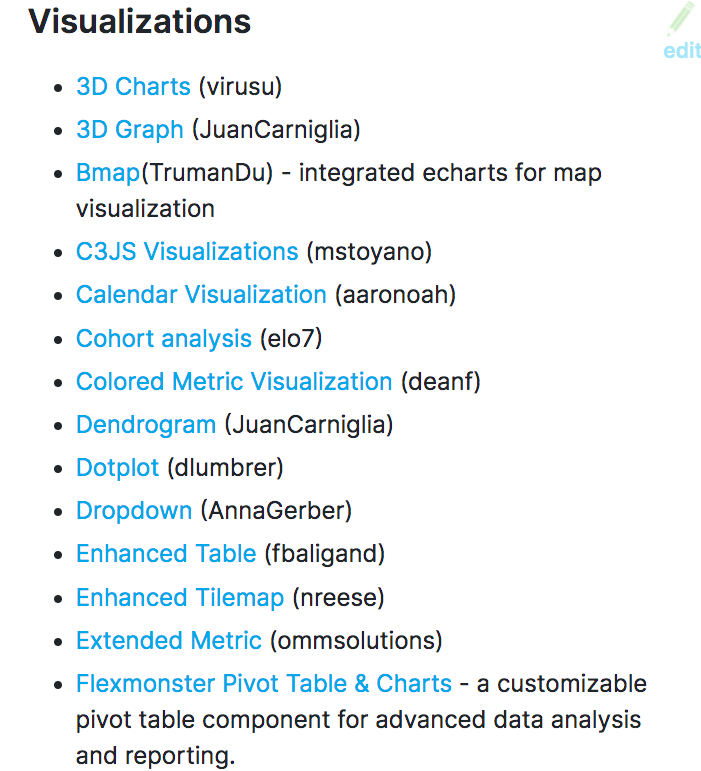 Visualizations
edit
3D Charts (virusu)
3D Graph (JuanCarniglia)
Bmap(TrumanDu) - integrated echarts for map
visualization
C3JS Visualizations (mstoyano)
Calendar Visualization (aaronoah)
Cohort analysis (elo7)
Colored Metric Visualization (deanf)
Dendrogram (JuanCarniglia)
Dotplot (dlumbrer)
Dropdown (AnnaGerber)
Enhanced Table (fbaligand)
Enhanced Tilemap (nreese)
Extended Metric (ommsolutions)
Flexmonster Pivot Table & Charts - a customizable
pivot table component for advanced data analysis
and reporting.